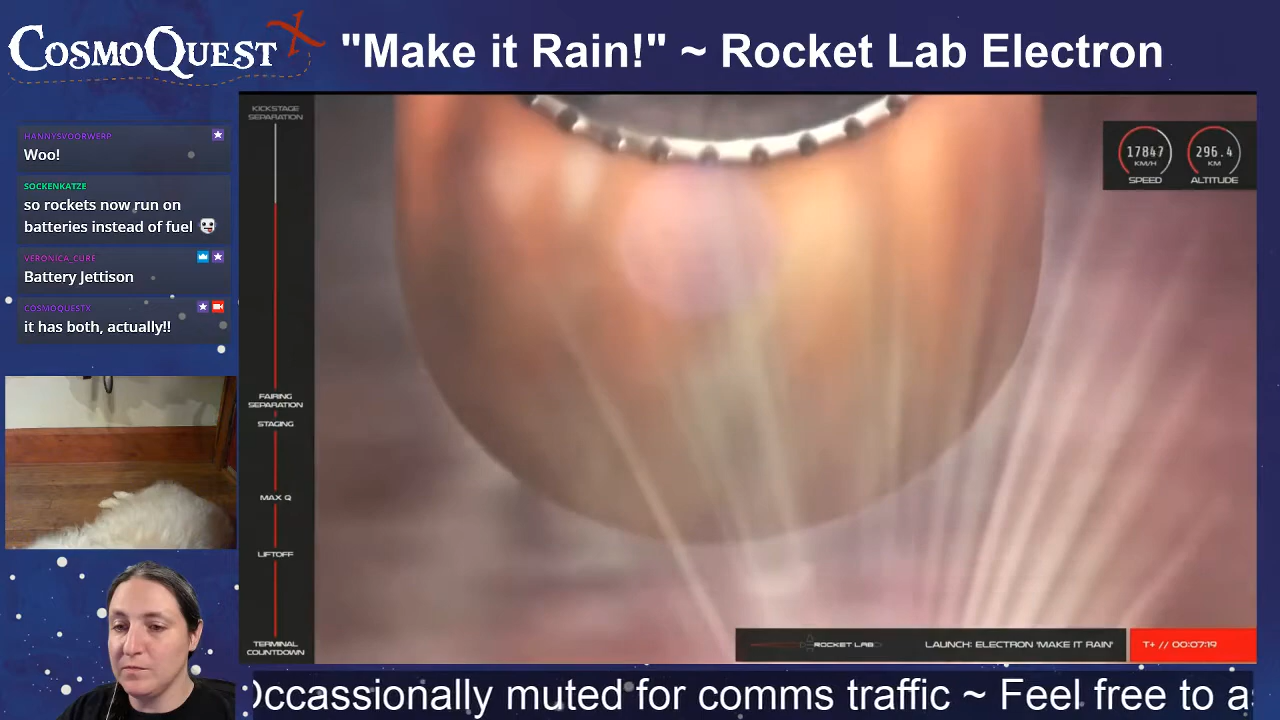 COSMOQUEST X
"Make it Rain!" ~ Rocket Lab Electron
HANNYSVOORWERP
Woo!
SOCKENKATZE
so rockets now run on
batteries instead of fuel
VERONICA_CURE
Battery Jettison
COSMOQUESTX
it has both, actually!!
KICKSTAGE
SEPARATION
FAIRING
SEPARATION
STAGING
MAX Q
LIFTOFF
TERMINAL
COUNTDOWN
17847
KM/H
SPEED
296.4
KM
ALTITUDE
ROCKET LAB
LAUNCH: ELECTRON 'MAKE IT RAIN'
T+ // 00:07:19
Occassionally muted for comms traffic ~ Feel free to as